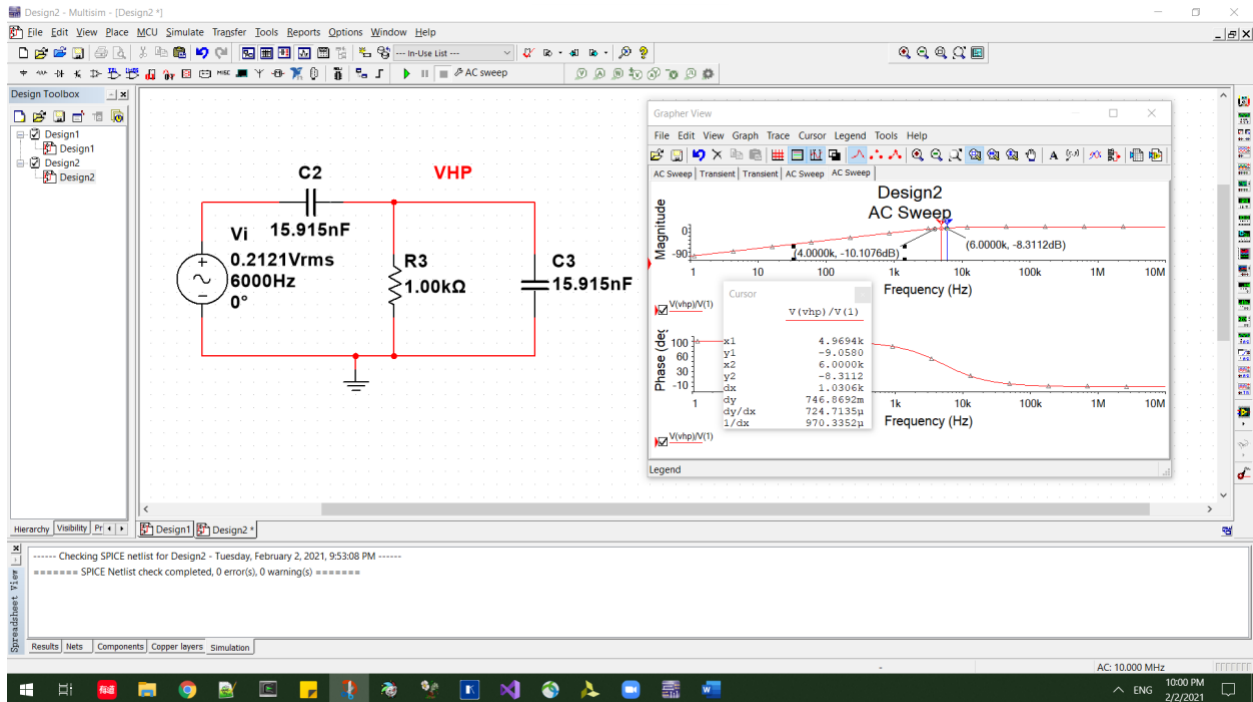 Design2 - Multisim - [Design2 *]
File Edit View Place MCU Simulate Transfer Tools Reports Options Window Help
--- In-Use List ---
AC sweep
Design Toolbox
Design1
Design1
Design2
Design2
C2
VHP
15.915nF
Vi
0.2121Vrms
6000Hz
0°
R3
1.00kΩ
C3
15.915nF
Grapher View
File Edit View Graph Trace Cursor Legend Tools Help
AC Sweep Transient Transient AC Sweep AC Sweep
Design2
AC Sweep
Magnitude
0
-90
(4.0000k, -10.1076dB)
(6.0000k, -8.3112dB)
1 10 100 1k 10k 100k 1M 10M
Frequency (Hz)
V(vhp)/V(1)
Cursor
V(vhp)/V(1)
x1 4.9694k
y1 -9.0580
x2 6.0000k
y2 -8.3112
dx 1.0306k
dy 746.8692m
dy/dx 724.7135µ
1/dx 970.3352µ
Phase (deg
100
60
30
-10
1 1k 10k 100k 1M 10M
Frequency (Hz)
V(vhp)/V(1)
Legend
Hierarchy Visibility Pr
Design1 Design2 *
Spreadsheet View
------ Checking SPICE netlist for Design2 - Tuesday, February 2, 2021, 9:53:08 PM ------
======= SPICE Netlist check completed, 0 error(s), 0 warning(s) =======
Results Nets Components Copper layers Simulation
-
AC: 10.000 MHz
ENG
10:00 PM
2/2/2021